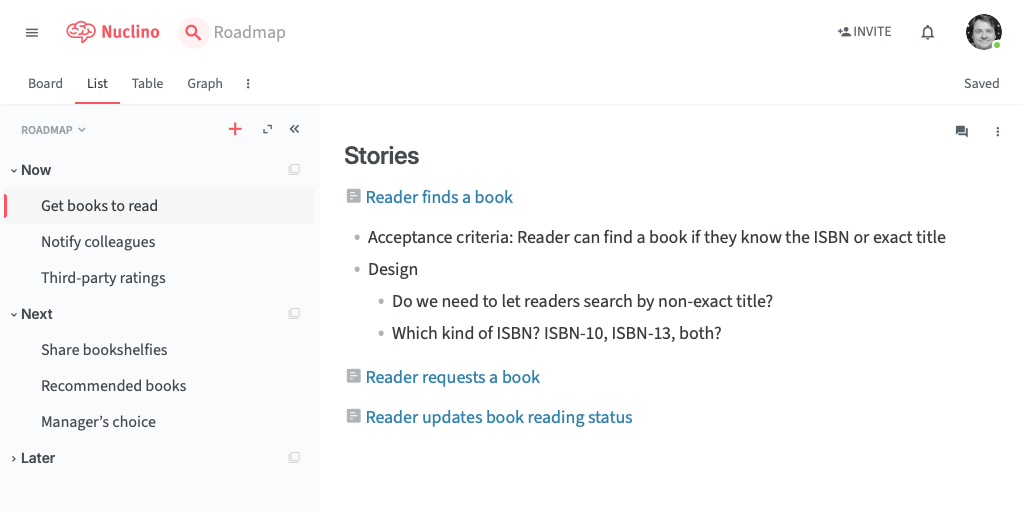 Nuclino
Roadmap
INVITE
Board
List
Table
Graph
Saved
ROADMAP
Now
Get books to read
Notify colleagues
Third-party ratings
Next
Share bookshelfies
Recommended books
Manager’s choice
Later
Stories
Reader finds a book
Acceptance criteria: Reader can find a book if they know the ISBN or exact title
Design
Do we need to let readers search by non-exact title?
Which kind of ISBN? ISBN-10, ISBN-13, both?
Reader requests a book
Reader updates book reading status